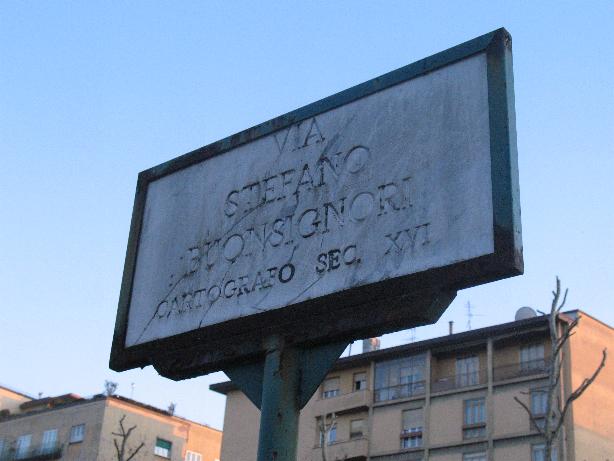 VIA
STEFANO
BUONSIGNORI
CARTOGRAFO SEC. XVI